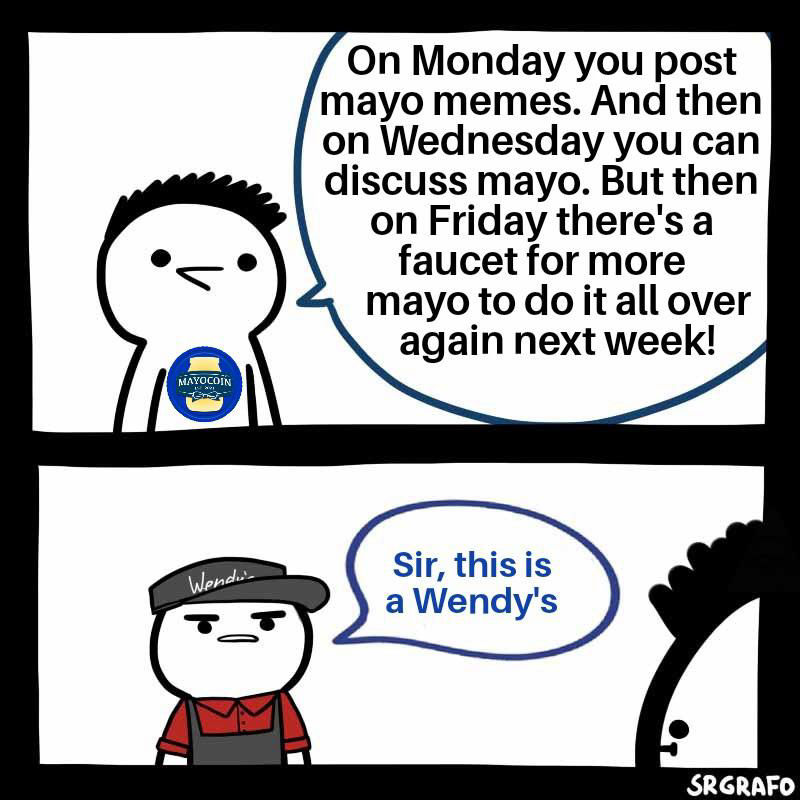 On Monday you post
mayo memes. And then
on Wednesday you can
discuss mayo. But then
on Friday there's a
faucet for more
mayo to do it all over
again next week!
MAYOCOIN
Wendy's
Sir, this is
a Wendy's
SRGRAFO